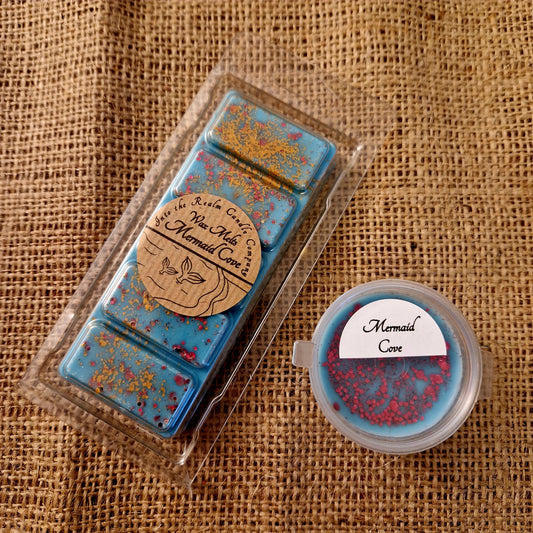 Into the Realm Candle Company
Wax Melts
Mermaid Cove
Mermaid
Cove